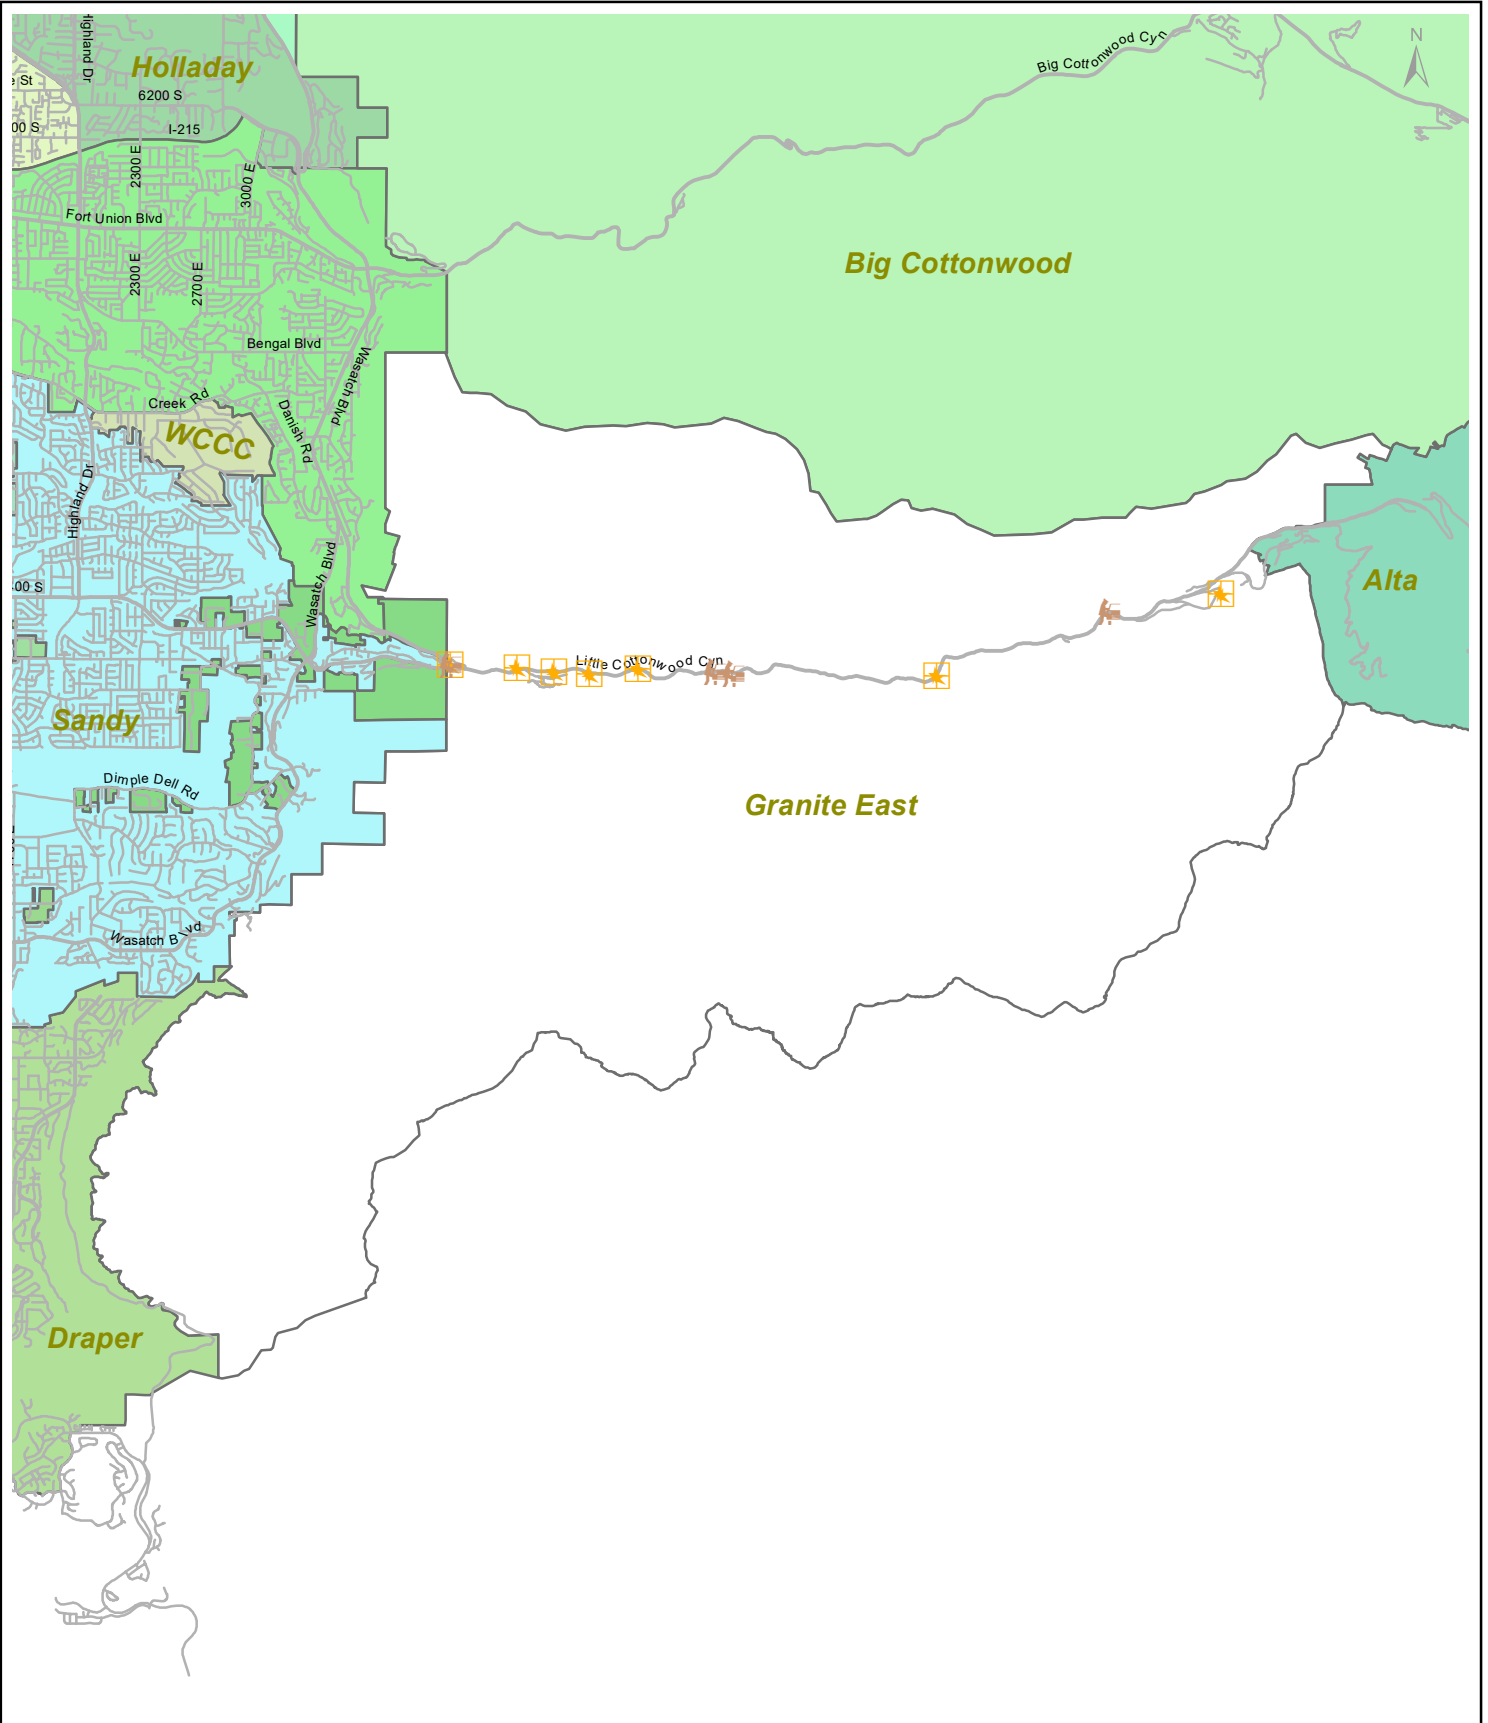 Highland Dr
Holladay
Big Cottonwood Cyn
N
6200 S
I-215
2300 E
3000 E
Fort Union Blvd
2300 E
2700 E
Big Cottonwood
Bengal Blvd
Wasatch Blvd
Creek Rd
Danish Rd
WCCC
Highland Dr
Wasatch Blvd
Alta
Little Cottonwood Cyn
Sandy
Dimple Dell Rd
Granite East
Wasatch Blvd
Draper